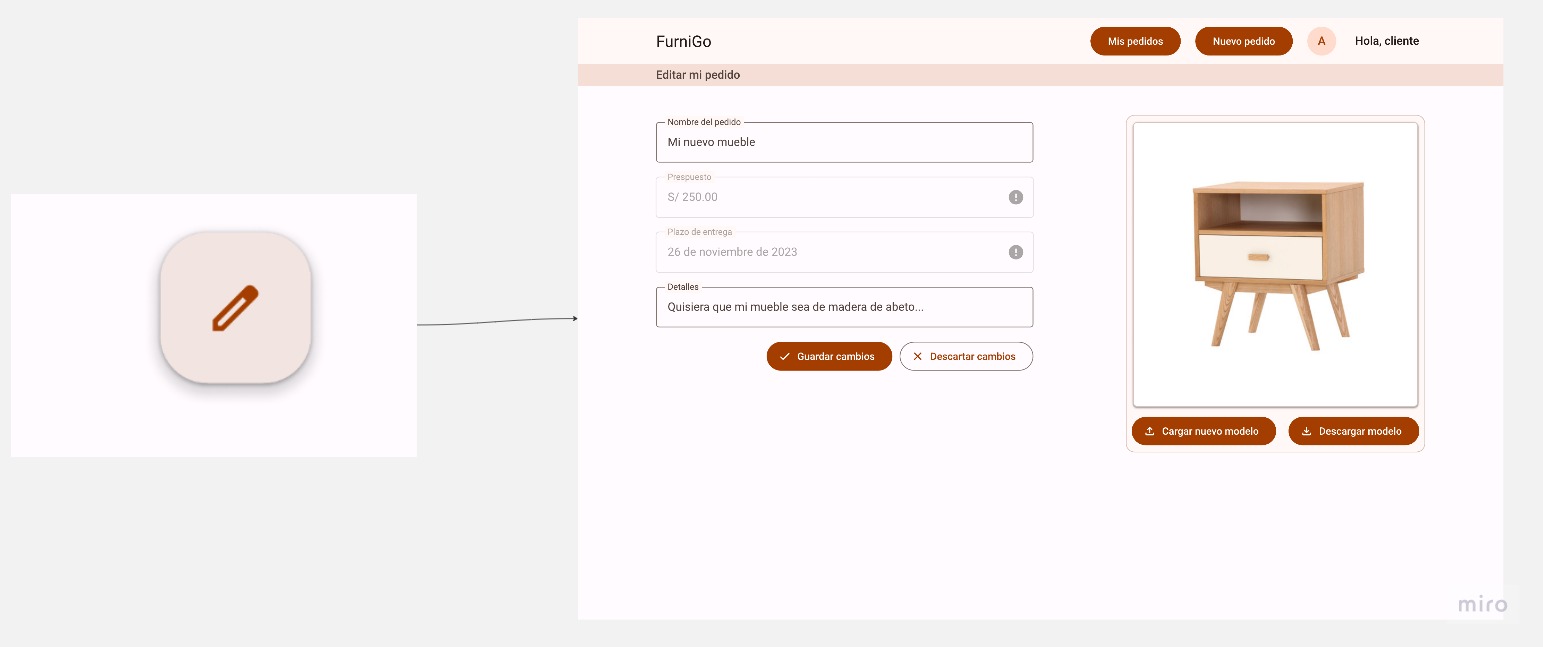 FurniGo
Mis pedidos
Nuevo pedido
A
Hola, cliente
Editar mi pedido
Nombre del pedido
Mi nuevo mueble
Prespuesto
S/ 250.00
Plazo de entrega
26 de noviembre de 2023
Detalles
Quisiera que mi mueble sea de madera de abeto...
Guardar cambios
Descartar cambios
Cargar nuevo modelo
Descargar modelo
miro